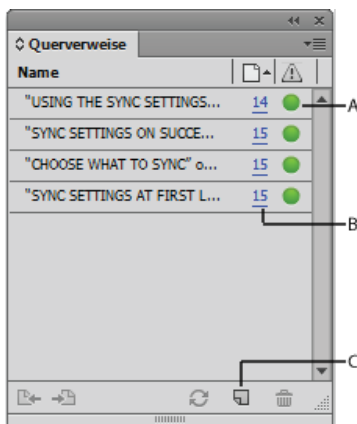 Querverweise
Name
"USING THE SYNC SETTINGS... 14 A
"SYNC SETTINGS ON SUCCE... 15
"CHOOSE WHAT TO SYNC" o... 15
"SYNC SETTINGS AT FIRST L... 15
B
C